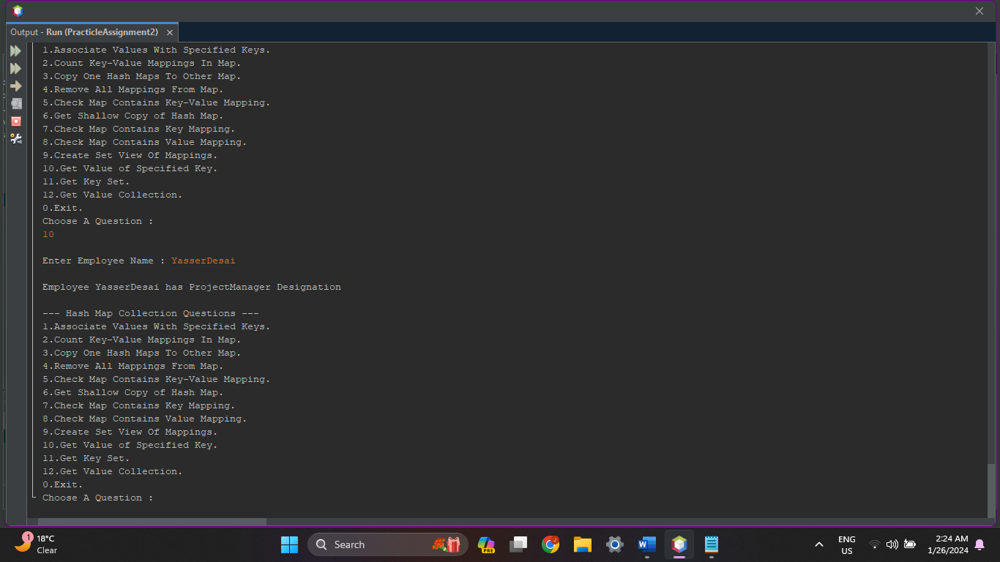 Output - Run (PracticleAssignment2) ×
1.Associate Values With Specified Keys.
2.Count Key-Value Mappings In Map.
3.Copy One Hash Maps To Other Map.
4.Remove All Mappings From Map.
5.Check Map Contains Key-Value Mapping.
6.Get Shallow Copy of Hash Map.
7.Check Map Contains Key Mapping.
8.Check Map Contains Value Mapping.
9.Create Set View Of Mappings.
10.Get Value of Specified Key.
11.Get Key Set.
12.Get Value Collection.
0.Exit.
Choose A Question :
10
Enter Employee Name : YasserDesai
Employee YasserDesai has ProjectManager Designation
--- Hash Map Collection Questions ---
1.Associate Values With Specified Keys.
2.Count Key-Value Mappings In Map.
3.Copy One Hash Maps To Other Map.
4.Remove All Mappings From Map.
5.Check Map Contains Key-Value Mapping.
6.Get Shallow Copy of Hash Map.
7.Check Map Contains Key Mapping.
8.Check Map Contains Value Mapping.
9.Create Set View Of Mappings.
10.Get Value of Specified Key.
11.Get Key Set.
12.Get Value Collection.
0.Exit.
Choose A Question :
1
18°C
Clear
Search
PRE
W
ENG
US
2:24 AM
1/26/2024